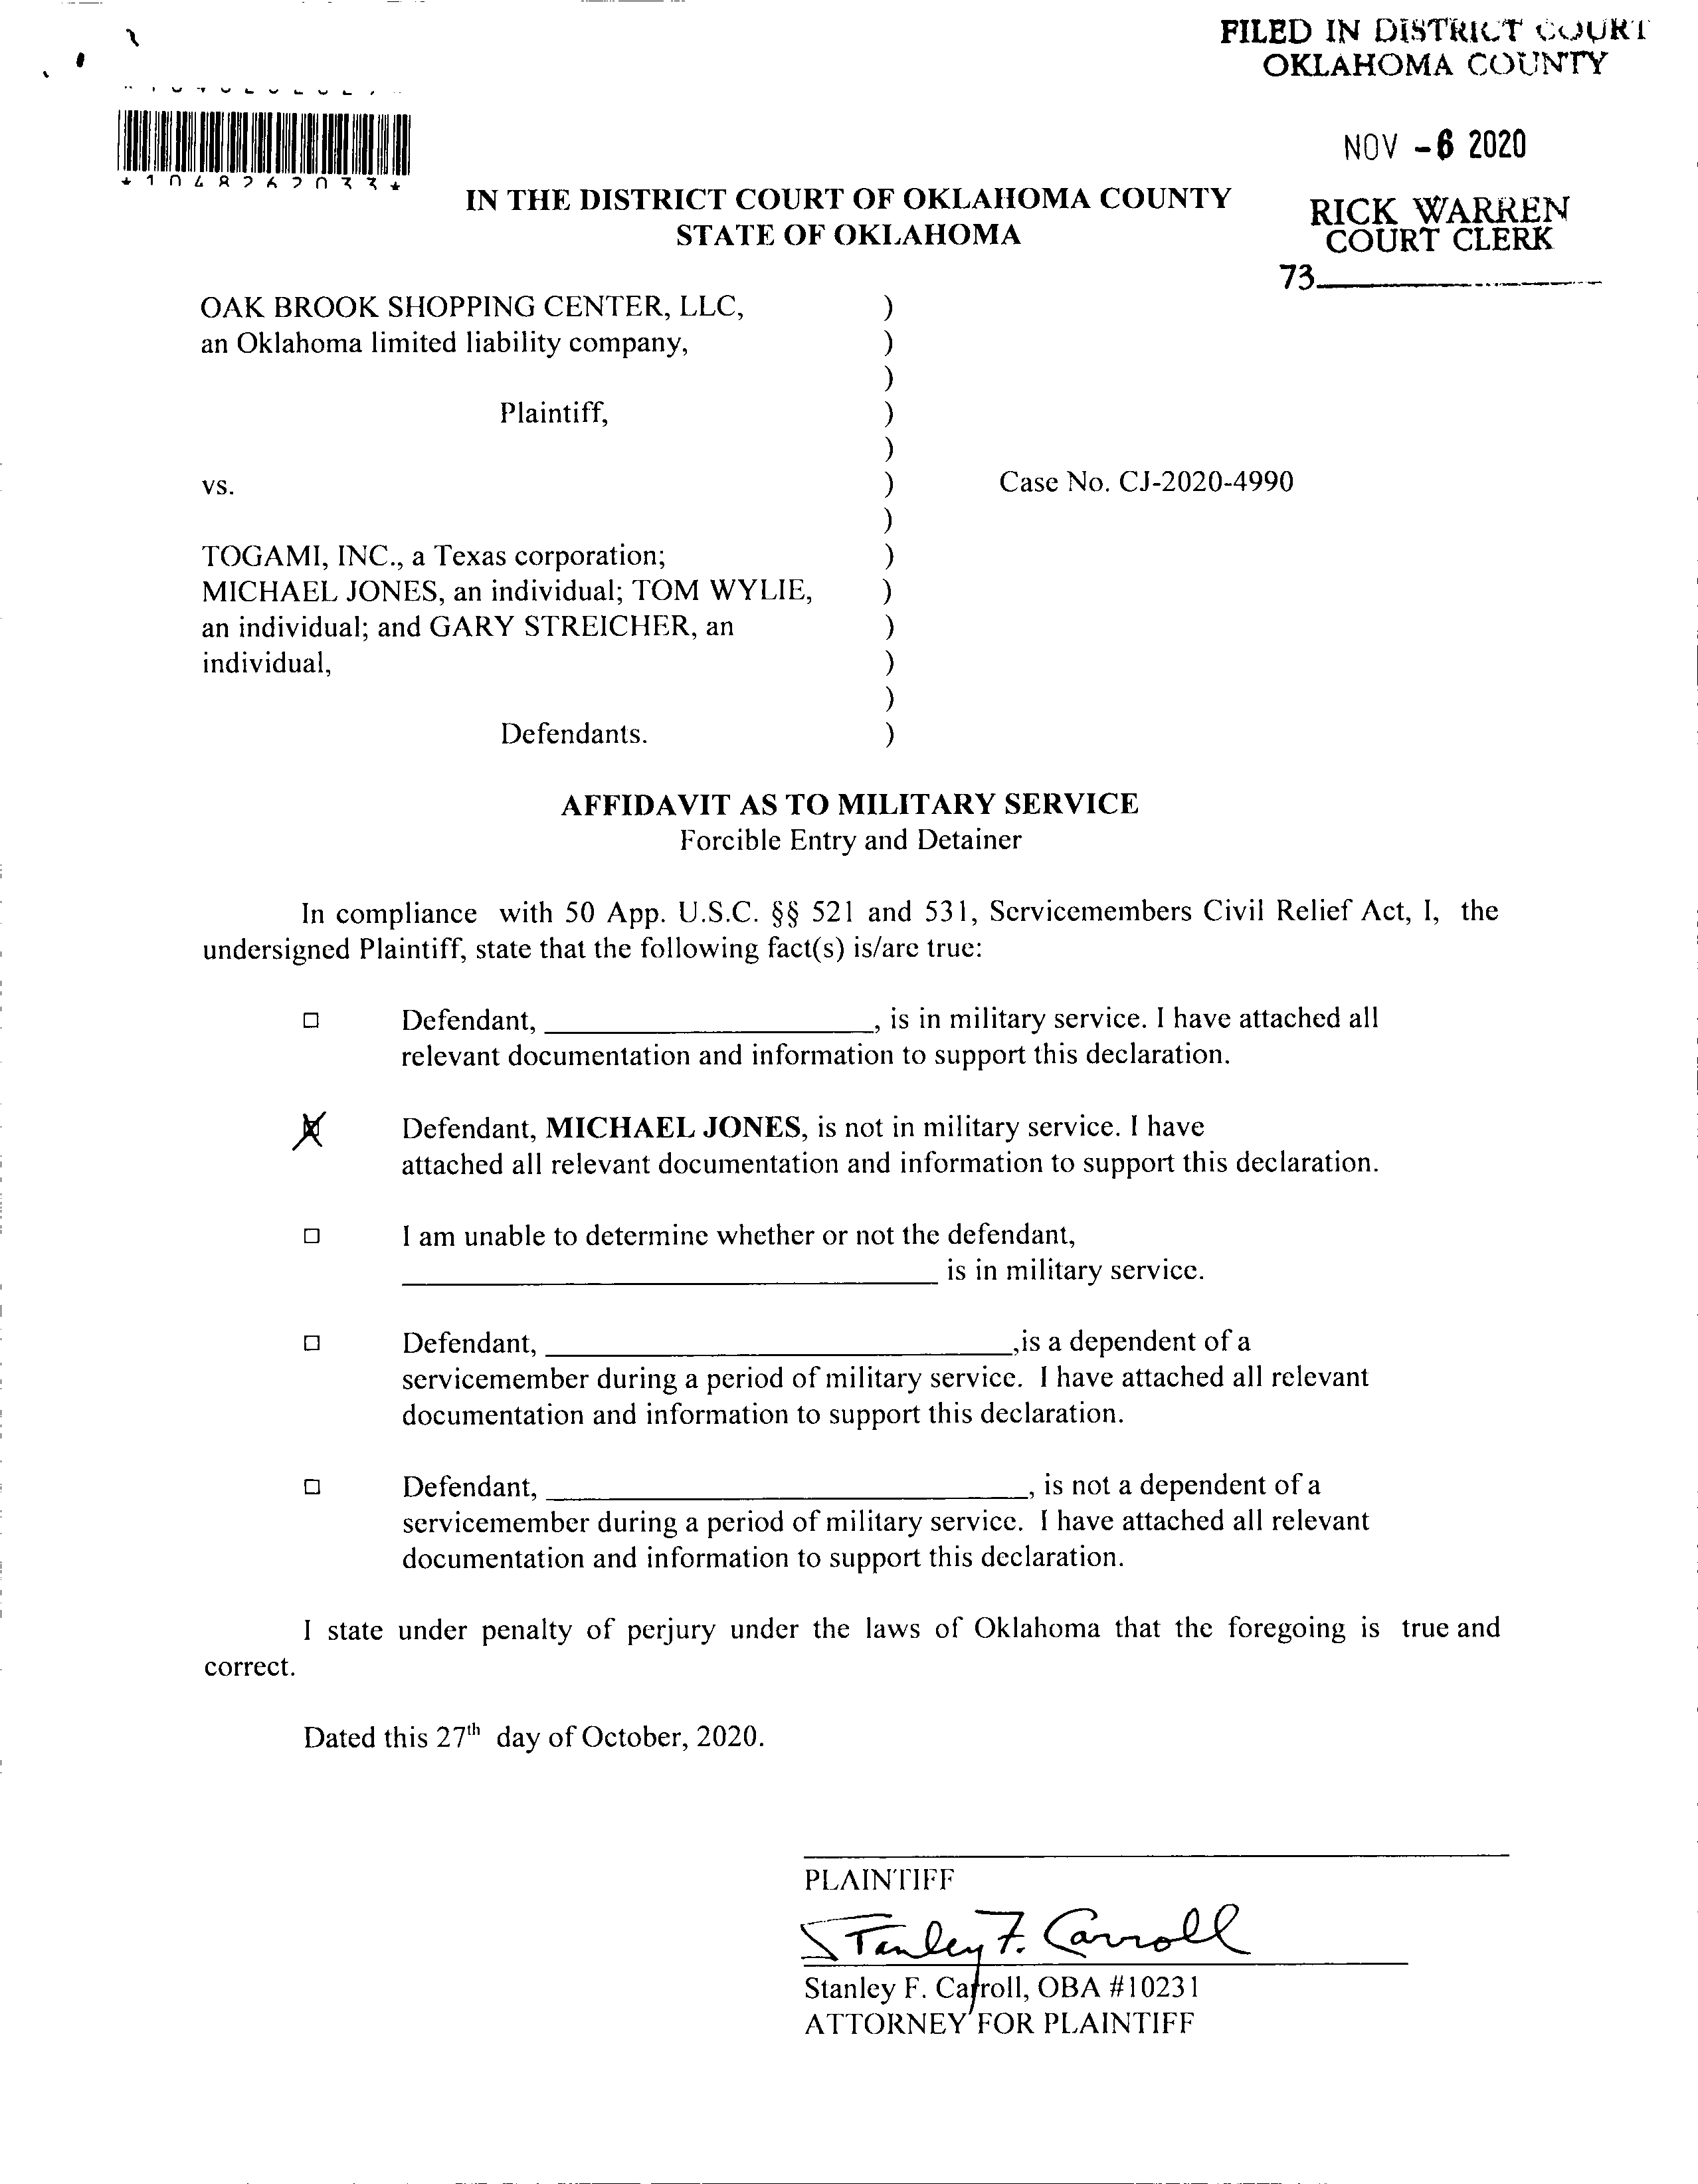 FILED IN DISTRICT COURT
OKLAHOMA COUNTY
NOV -6 2020
RICK WARREN
COURT CLERK
73
*1048262033*
IN THE DISTRICT COURT OF OKLAHOMA COUNTY
STATE OF OKLAHOMA
OAK BROOK SHOPPING CENTER, LLC, )
an Oklahoma limited liability company, )
)
Plaintiff, )
)
vs. ) Case No. CJ-2020-4990
)
TOGAMI, INC., a Texas corporation; )
MICHAEL JONES, an individual; TOM WYLIE, )
an individual; and GARY STREICHER, an )
individual, )
)
Defendants. )
AFFIDAVIT AS TO MILITARY SERVICE
Forcible Entry and Detainer
In compliance with 50 App. U.S.C. §§ 521 and 531, Servicemembers Civil Relief Act, I, the
undersigned Plaintiff, state that the following fact(s) is/are true:
☐ Defendant, ____________________, is in military service. I have attached all
relevant documentation and information to support this declaration.
☒ Defendant, MICHAEL JONES, is not in military service. I have
attached all relevant documentation and information to support this declaration.
☐ I am unable to determine whether or not the defendant,
____________________ is in military service.
☐ Defendant, ____________________,is a dependent of a
servicemember during a period of military service. I have attached all relevant
documentation and information to support this declaration.
☐ Defendant, ____________________, is not a dependent of a
servicemember during a period of military service. I have attached all relevant
documentation and information to support this declaration.
I state under penalty of perjury under the laws of Oklahoma that the foregoing is true and
correct.
Dated this 27th day of October, 2020.
PLAINTIFF
Stanley F. Carroll
Stanley F. Carroll, OBA #10231
ATTORNEY FOR PLAINTIFF